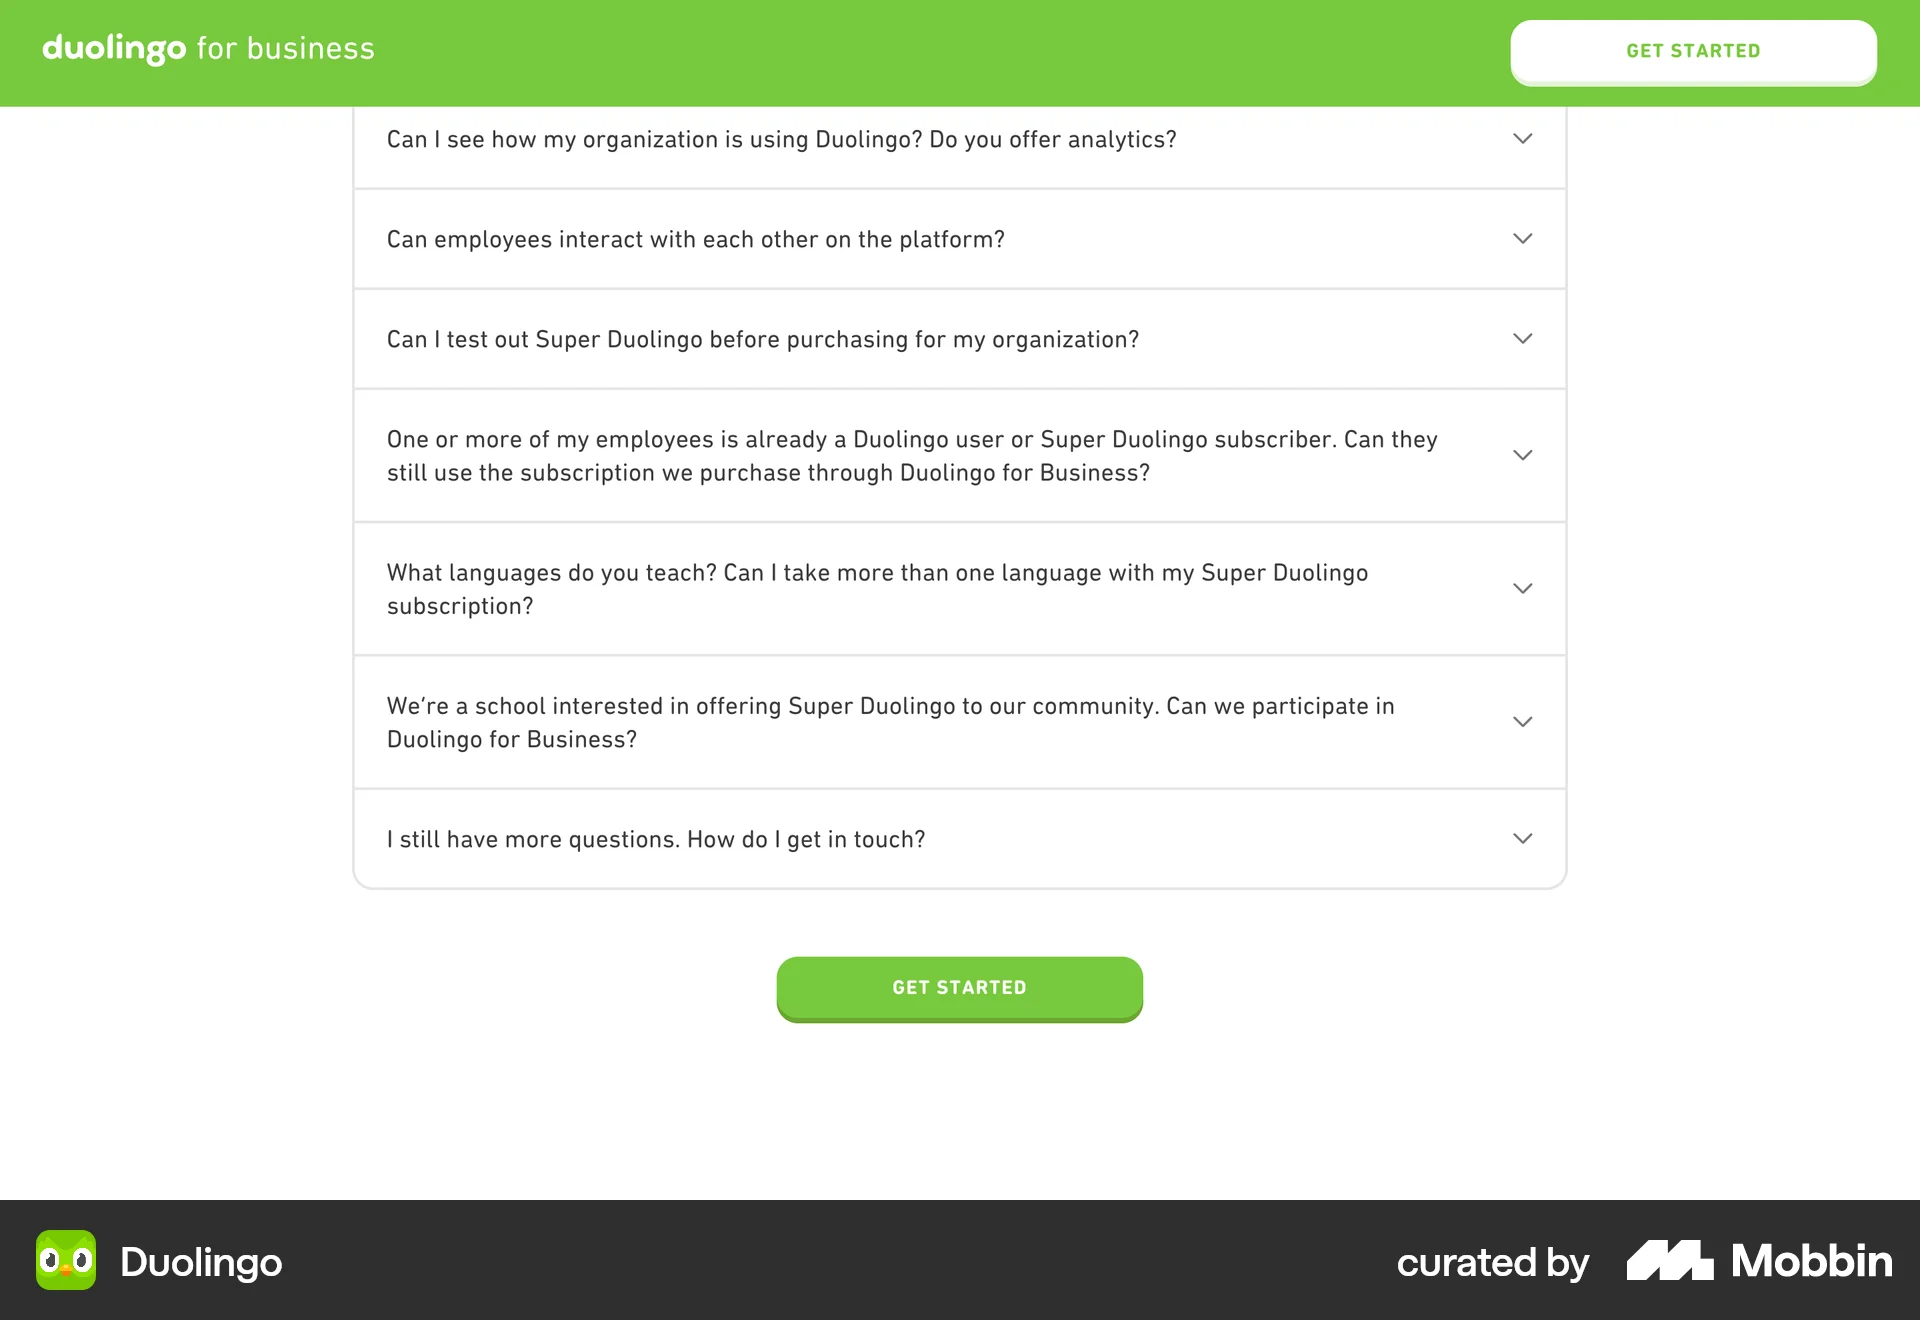 duolingo for business
GET STARTED
Can I see how my organization is using Duolingo? Do you offer analytics?
Can employees interact with each other on the platform?
Can I test out Super Duolingo before purchasing for my organization?
One or more of my employees is already a Duolingo user or Super Duolingo subscriber. Can they
still use the subscription we purchase through Duolingo for Business?
What languages do you teach? Can I take more than one language with my Super Duolingo
subscription?
We’re a school interested in offering Super Duolingo to our community. Can we participate in
Duolingo for Business?
I still have more questions. How do I get in touch?
GET STARTED
Duolingo
curated by Mobbin